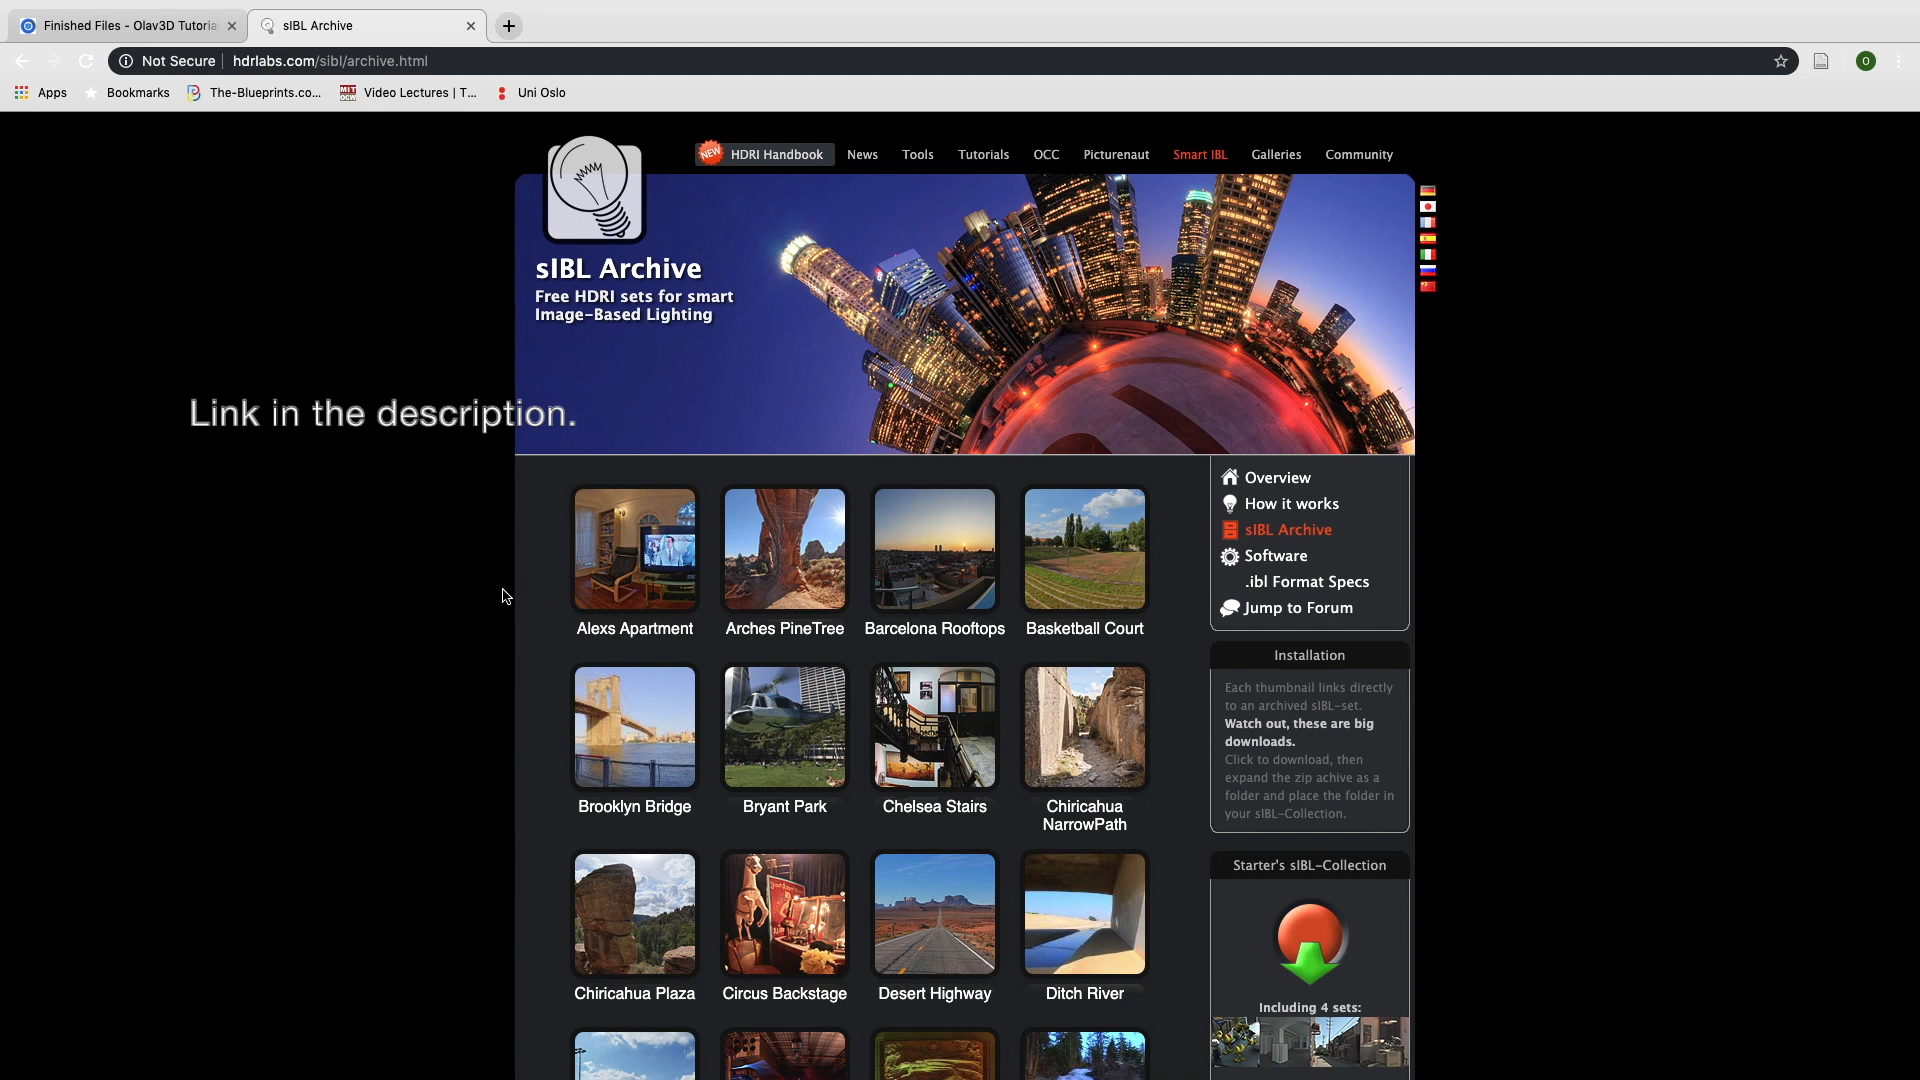 Finished Files - Olav3D Tutoria
sIBL Archive
Not Secure
hdrlabs.com/sibl/archive.html
O
Apps
Bookmarks
The-Blueprints.co...
MIT
OCW
Video Lectures | T...
Uni Oslo
NEW
HDRI Handbook
News
Tools
Tutorials
OCC
Picturenaut
Smart IBL
Galleries
Community
sIBL Archive
Free HDRI sets for smart
Image-Based Lighting
Link in the description.
Overview
How it works
sIBL Archive
Software
.ibl Format Specs
Jump to Forum
Alexs Apartment
Arches PineTree
Barcelona Rooftops
Basketball Court
Installation
Each thumbnail links directly
to an archived sIBL-set.
Watch out, these are big
downloads.
Click to download, then
expand the zip achive as a
folder and place the folder in
your sIBL-Collection.
Brooklyn Bridge
Bryant Park
Chelsea Stairs
Chiricahua
NarrowPath
Starter's sIBL-Collection
Including 4 sets:
Chiricahua Plaza
Circus Backstage
Desert Highway
Ditch River